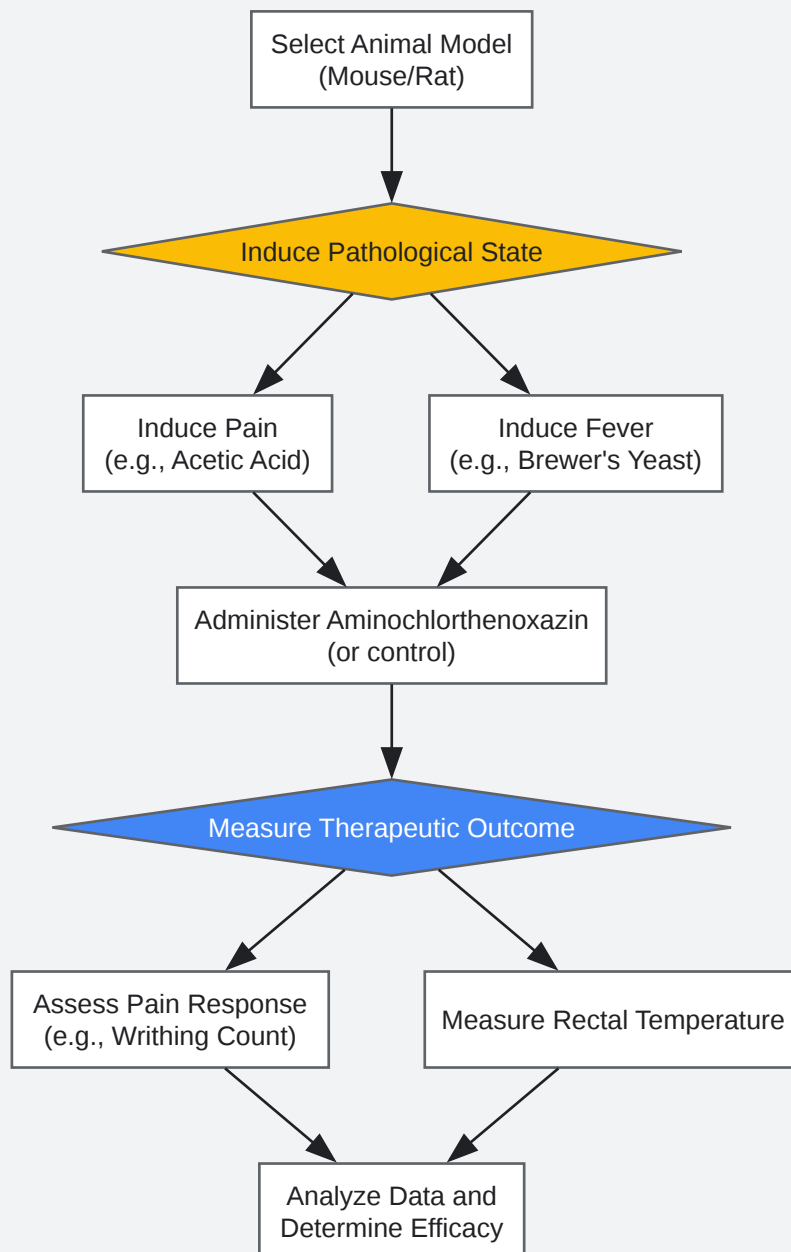 Select Animal Model
(Mouse/Rat)
Induce Pathological State
Induce Pain
(e.g., Acetic Acid)
Induce Fever
(e.g., Brewer's Yeast)
Administer Aminochlorthenoxazin
(or control)
Measure Therapeutic Outcome
Assess Pain Response
(e.g., Writhing Count)
Measure Rectal Temperature
Analyze Data and
Determine Efficacy